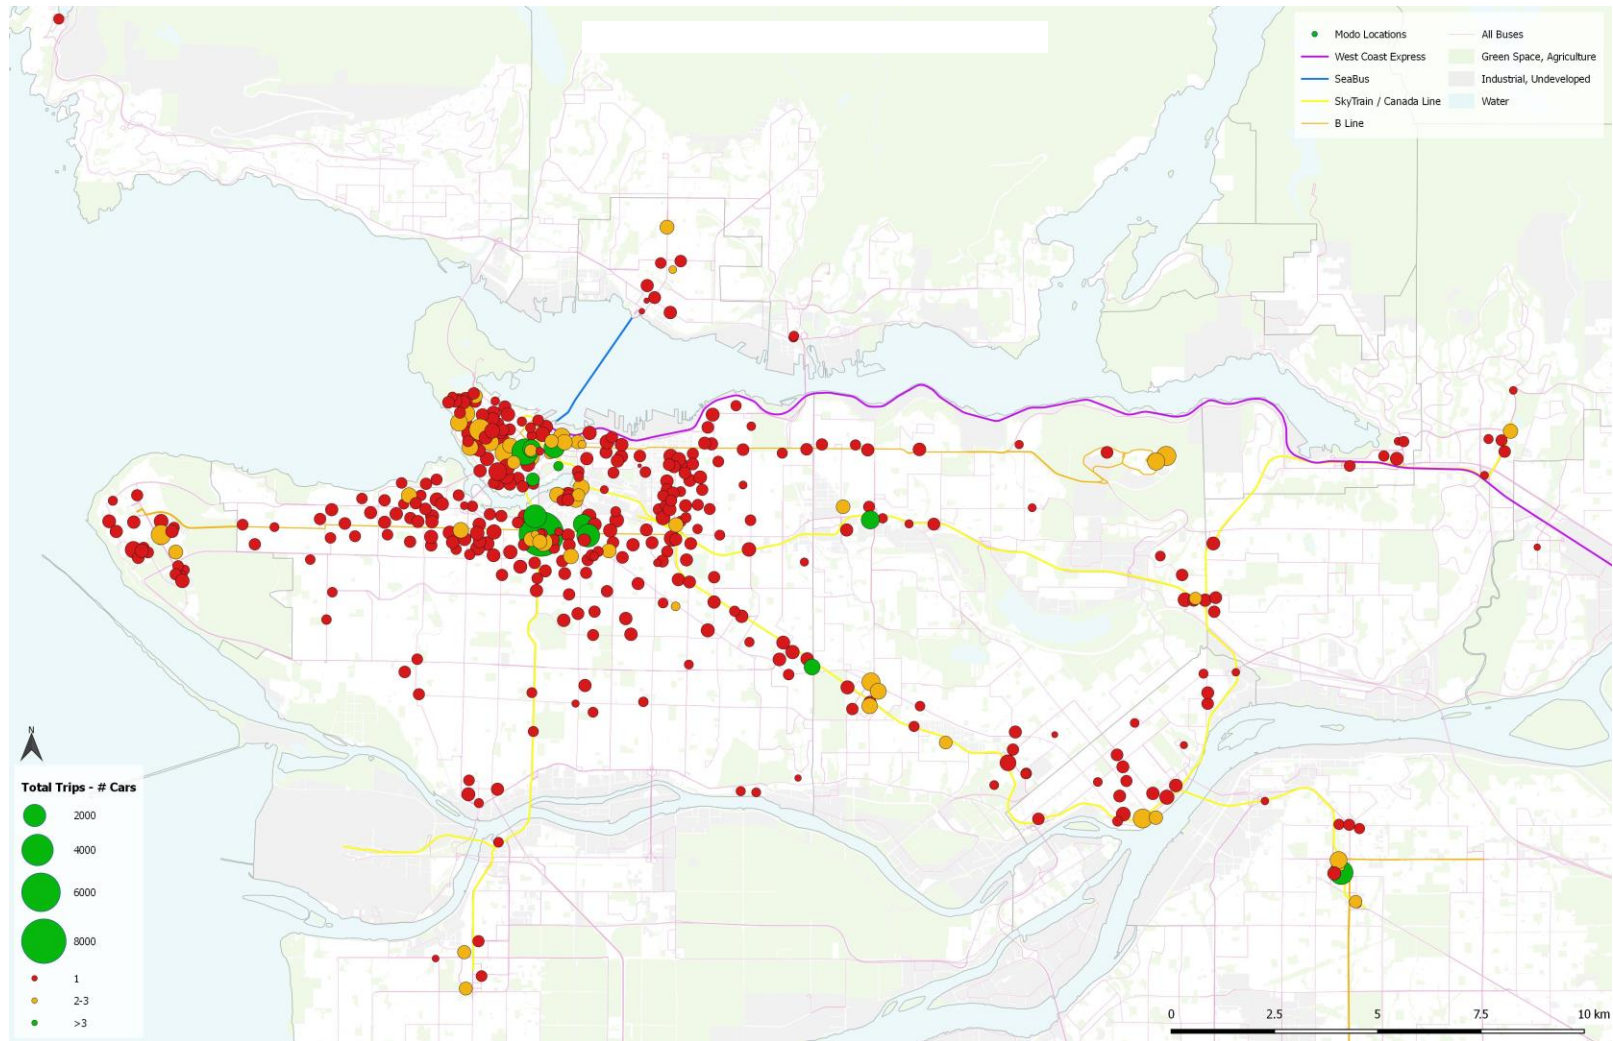 Modo Locations
West Coast Express
SeaBus
SkyTrain / Canada Line
B Line
All Buses
Green Space, Agriculture
Industrial, Undeveloped
Water
N
Total Trips - # Cars
2000
4000
6000
8000
1
2-3
>3
0 2.5 5 7.5 10 km